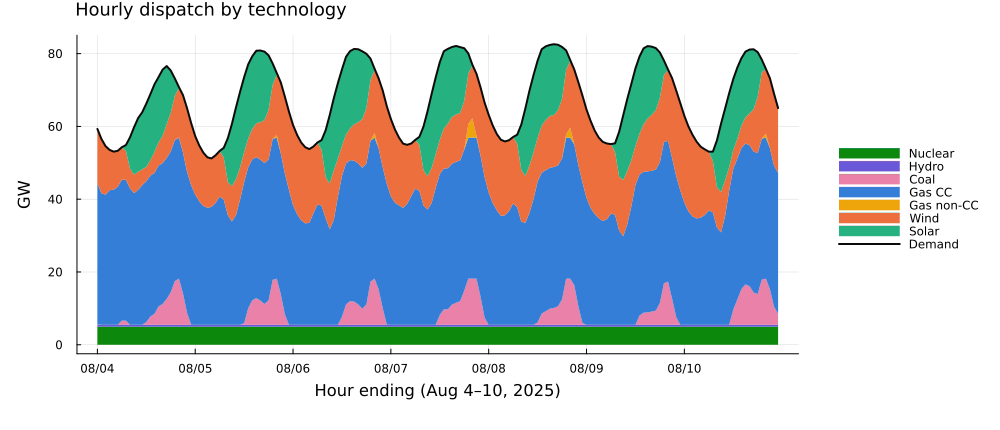 Hourly dispatch by technology
GW
80
60
40
20
0
08/04
08/05
08/06
08/07
08/08
08/09
08/10
Hour ending (Aug 4–10, 2025)
Nuclear
Hydro
Coal
Gas CC
Gas non-CC
Wind
Solar
Demand